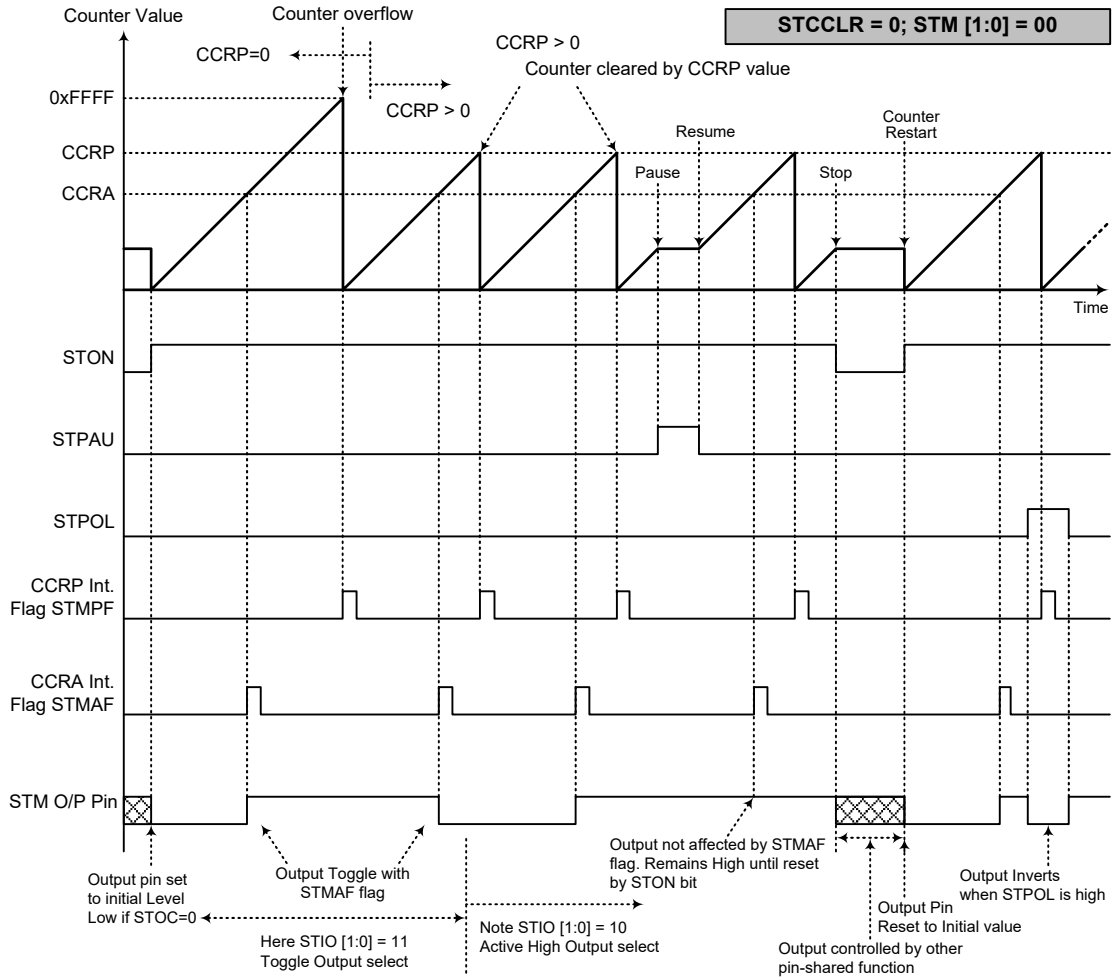 Counter Value
Counter overflow
STCCLR = 0; STM [1:0] = 00
CCRP=0
CCRP > 0
CCRP > 0
Counter cleared by CCRP value
0xFFFF
CCRP
CCRA
Pause
Resume
Stop
Counter
Restart
Time
STON
STPAU
STPOL
CCRP Int.
Flag STMPF
CCRA Int.
Flag STMAF
STM O/P Pin
Output pin set
to initial Level
Low if STOC=0
Output Toggle with
STMAF flag
Here STIO [1:0] = 11
Toggle Output select
Output not affected by STMAF
flag. Remains High until reset
by STON bit
Note STIO [1:0] = 10
Active High Output select
Output Inverts
when STPOL is high
Output Pin
Reset to Initial value
Output controlled by other
pin-shared function